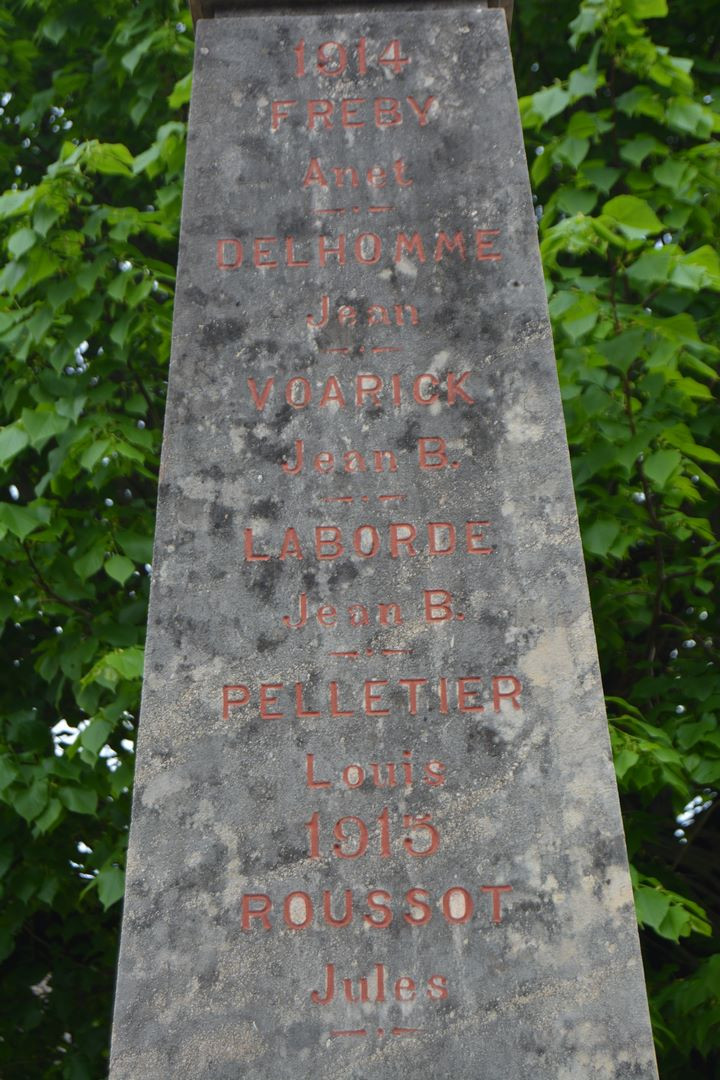 1914
FREBY
Anet
DELHOMME
Jean
VOARICK
Jean B.
LABORDE
Jean B.
PELLETIER
Louis
1915
ROUSSOT
Jules